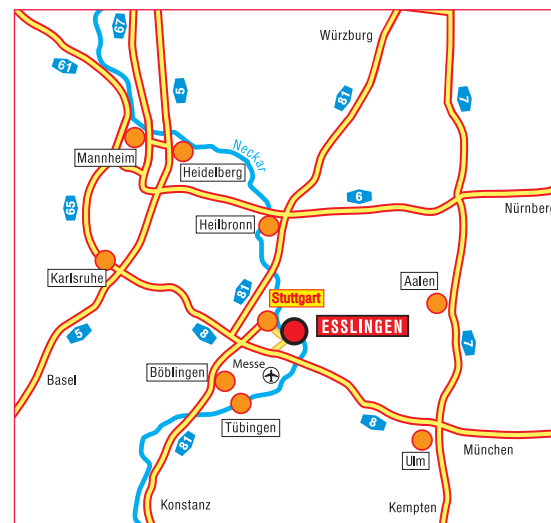 67
Würzburg
61
5
81
7
Neckar
Mannheim
Heidelberg
6
65
Nürnberg
Heilbronn
Karlsruhe
81
Aalen
Stuttgart
ESSLINGEN
5
8
7
Messe
Basel
Böblingen
8
Tübingen
81
München
Ulm
Konstanz
Kempten